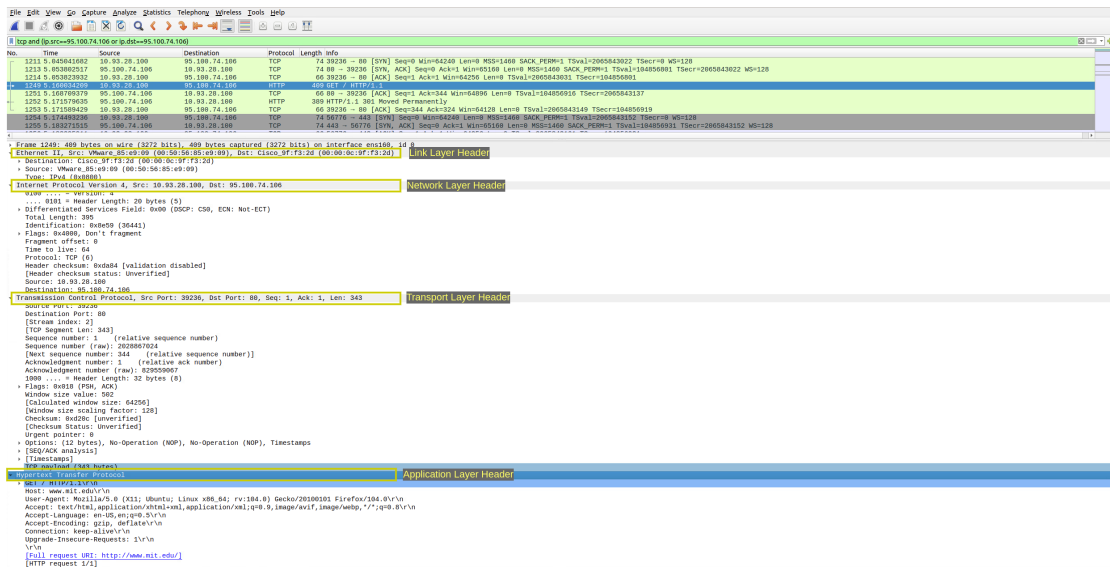 File Edit View Go Capture Analyze Statistics Telephony Wireless Tools Help
tcp and (ip.src==95.100.74.106 or ip.dst==95.100.74.106)
No. Time Source Destination Protocol Length Info
1211 5.045041682 10.93.28.100 95.100.74.106 TCP 74 39236 → 80 [SYN] Seq=0 Win=64240 Len=0 MSS=1460 SACK_PERM=1 TSval=2065843022 TSecr=0 WS=128
1213 5.053802517 95.100.74.106 10.93.28.100 TCP 74 80 → 39236 [SYN, ACK] Seq=0 Ack=1 Win=65160 Len=0 MSS=1460 SACK_PERM=1 TSval=104856801 TSecr=2065843022 WS=128
1214 5.053823932 10.93.28.100 95.100.74.106 TCP 66 39236 → 80 [ACK] Seq=1 Ack=1 Win=64256 Len=0 TSval=2065843031 TSecr=104856801
1249 5.160034209 10.93.28.100 95.100.74.106 HTTP 409 GET / HTTP/1.1
1251 5.168709379 95.100.74.106 10.93.28.100 TCP 66 80 → 39236 [ACK] Seq=1 Ack=344 Win=64896 Len=0 TSval=104856916 TSecr=2065843137
1252 5.171579635 95.100.74.106 10.93.28.100 HTTP 389 HTTP/1.1 301 Moved Permanently
1253 5.171589429 10.93.28.100 95.100.74.106 TCP 66 39236 → 80 [ACK] Seq=344 Ack=324 Win=64128 Len=0 TSval=2065843149 TSecr=104856919
1254 5.174493236 10.93.28.100 95.100.74.106 TCP 74 56776 → 443 [SYN] Seq=0 Win=64240 Len=0 MSS=1460 SACK_PERM=1 TSval=2065843152 TSecr=0 WS=128
1255 5.183271515 95.100.74.106 10.93.28.100 TCP 74 443 → 56776 [SYN, ACK] Seq=0 Ack=1 Win=65160 Len=0 MSS=1460 SACK_PERM=1 TSval=104856931 TSecr=2065843152 WS=128
Frame 1249: 409 bytes on wire (3272 bits), 409 bytes captured (3272 bits) on interface ens160, id 0
Ethernet II, Src: VMware_85:e9:09 (00:50:56:85:e9:09), Dst: Cisco_9f:f3:2d (00:00:0c:9f:f3:2d) Link Layer Header
Destination: Cisco_9f:f3:2d (00:00:0c:9f:f3:2d)
Source: VMware_85:e9:09 (00:50:56:85:e9:09)
Type: IPv4 (0x0800)
Internet Protocol Version 4, Src: 10.93.28.100, Dst: 95.100.74.106 Network Layer Header
0100 .... = Version: 4
.... 0101 = Header Length: 20 bytes (5)
Differentiated Services Field: 0x00 (DSCP: CS0, ECN: Not-ECT)
Total Length: 395
Identification: 0x8e59 (36441)
Flags: 0x4000, Don't fragment
Fragment offset: 0
Time to live: 64
Protocol: TCP (6)
Header checksum: 0xda84 [validation disabled]
[Header checksum status: Unverified]
Source: 10.93.28.100
Destination: 95.100.74.106
Transmission Control Protocol, Src Port: 39236, Dst Port: 80, Seq: 1, Ack: 1, Len: 343 Transport Layer Header
Source Port: 39236
Destination Port: 80
[Stream index: 2]
[TCP Segment Len: 343]
Sequence number: 1 (relative sequence number)
Sequence number (raw): 2028867024
[Next sequence number: 344 (relative sequence number)]
Acknowledgment number: 1 (relative ack number)
Acknowledgment number (raw): 829559067
1000 .... = Header Length: 32 bytes (8)
Flags: 0x018 (PSH, ACK)
Window size value: 502
[Calculated window size: 64256]
[Window size scaling factor: 128]
Checksum: 0xd20c [unverified]
[Checksum Status: Unverified]
Urgent pointer: 0
Options: (12 bytes), No-Operation (NOP), No-Operation (NOP), Timestamps
[SEQ/ACK analysis]
[Timestamps]
TCP payload (343 bytes)
Hypertext Transfer Protocol Application Layer Header
GET / HTTP/1.1\r\n
Host: www.mit.edu\r\n
User-Agent: Mozilla/5.0 (X11; Ubuntu; Linux x86_64; rv:104.0) Gecko/20100101 Firefox/104.0\r\n
Accept: text/html,application/xhtml+xml,application/xml;q=0.9,image/avif,image/webp,*/*;q=0.8\r\n
Accept-Language: en-US,en;q=0.5\r\n
Accept-Encoding: gzip, deflate\r\n
Connection: keep-alive\r\n
Upgrade-Insecure-Requests: 1\r\n
\r\n
[Full request URI: http://www.mit.edu/]
[HTTP request 1/1]